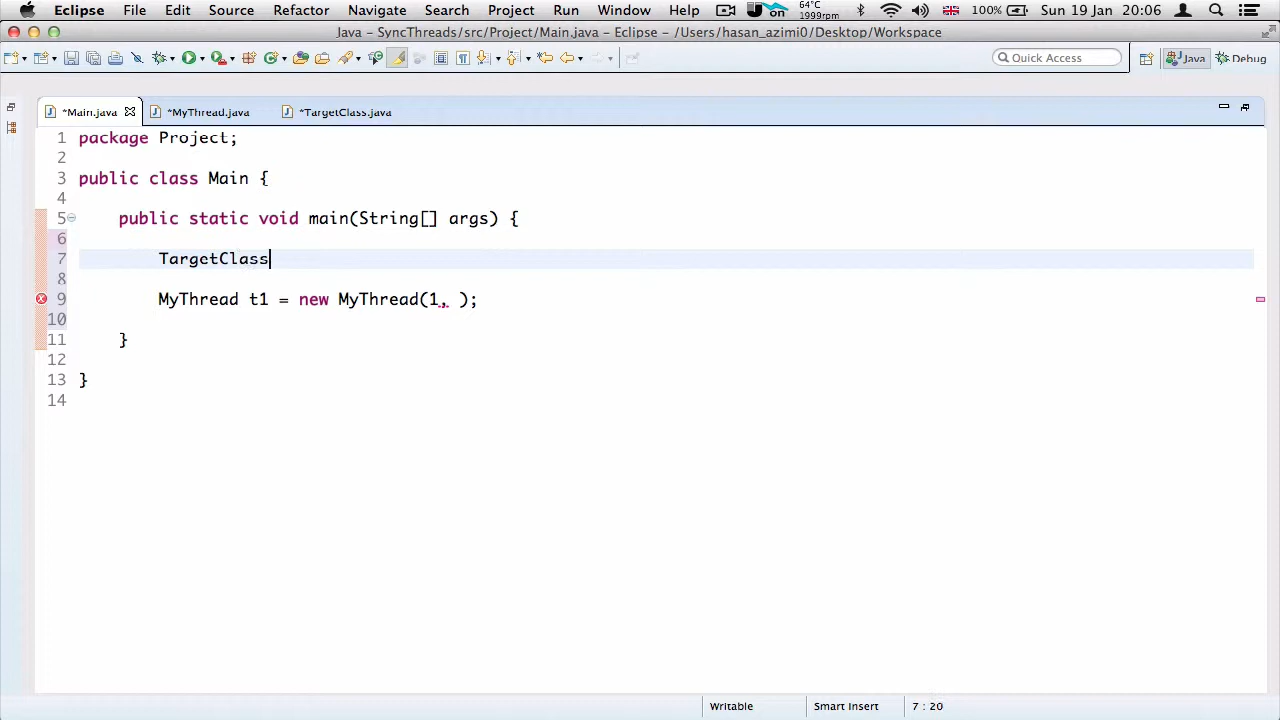 Eclipse File Edit Source Refactor Navigate Search Project Run Window Help on 64°C 1999rpm 100% Sun 19 Jan 20:06
Java – SyncThreads/src/Project/Main.java – Eclipse – /Users/hasan_azimi0/Desktop/Workspace
Quick Access Java Debug
*Main.java *MyThread.java *TargetClass.java
1 package Project;
2
3 public class Main {
4
5 public static void main(String[] args) {
6
7 TargetClass
8
9 MyThread t1 = new MyThread(1, );
10
11 }
12
13 }
14
Writable Smart Insert 7 : 20